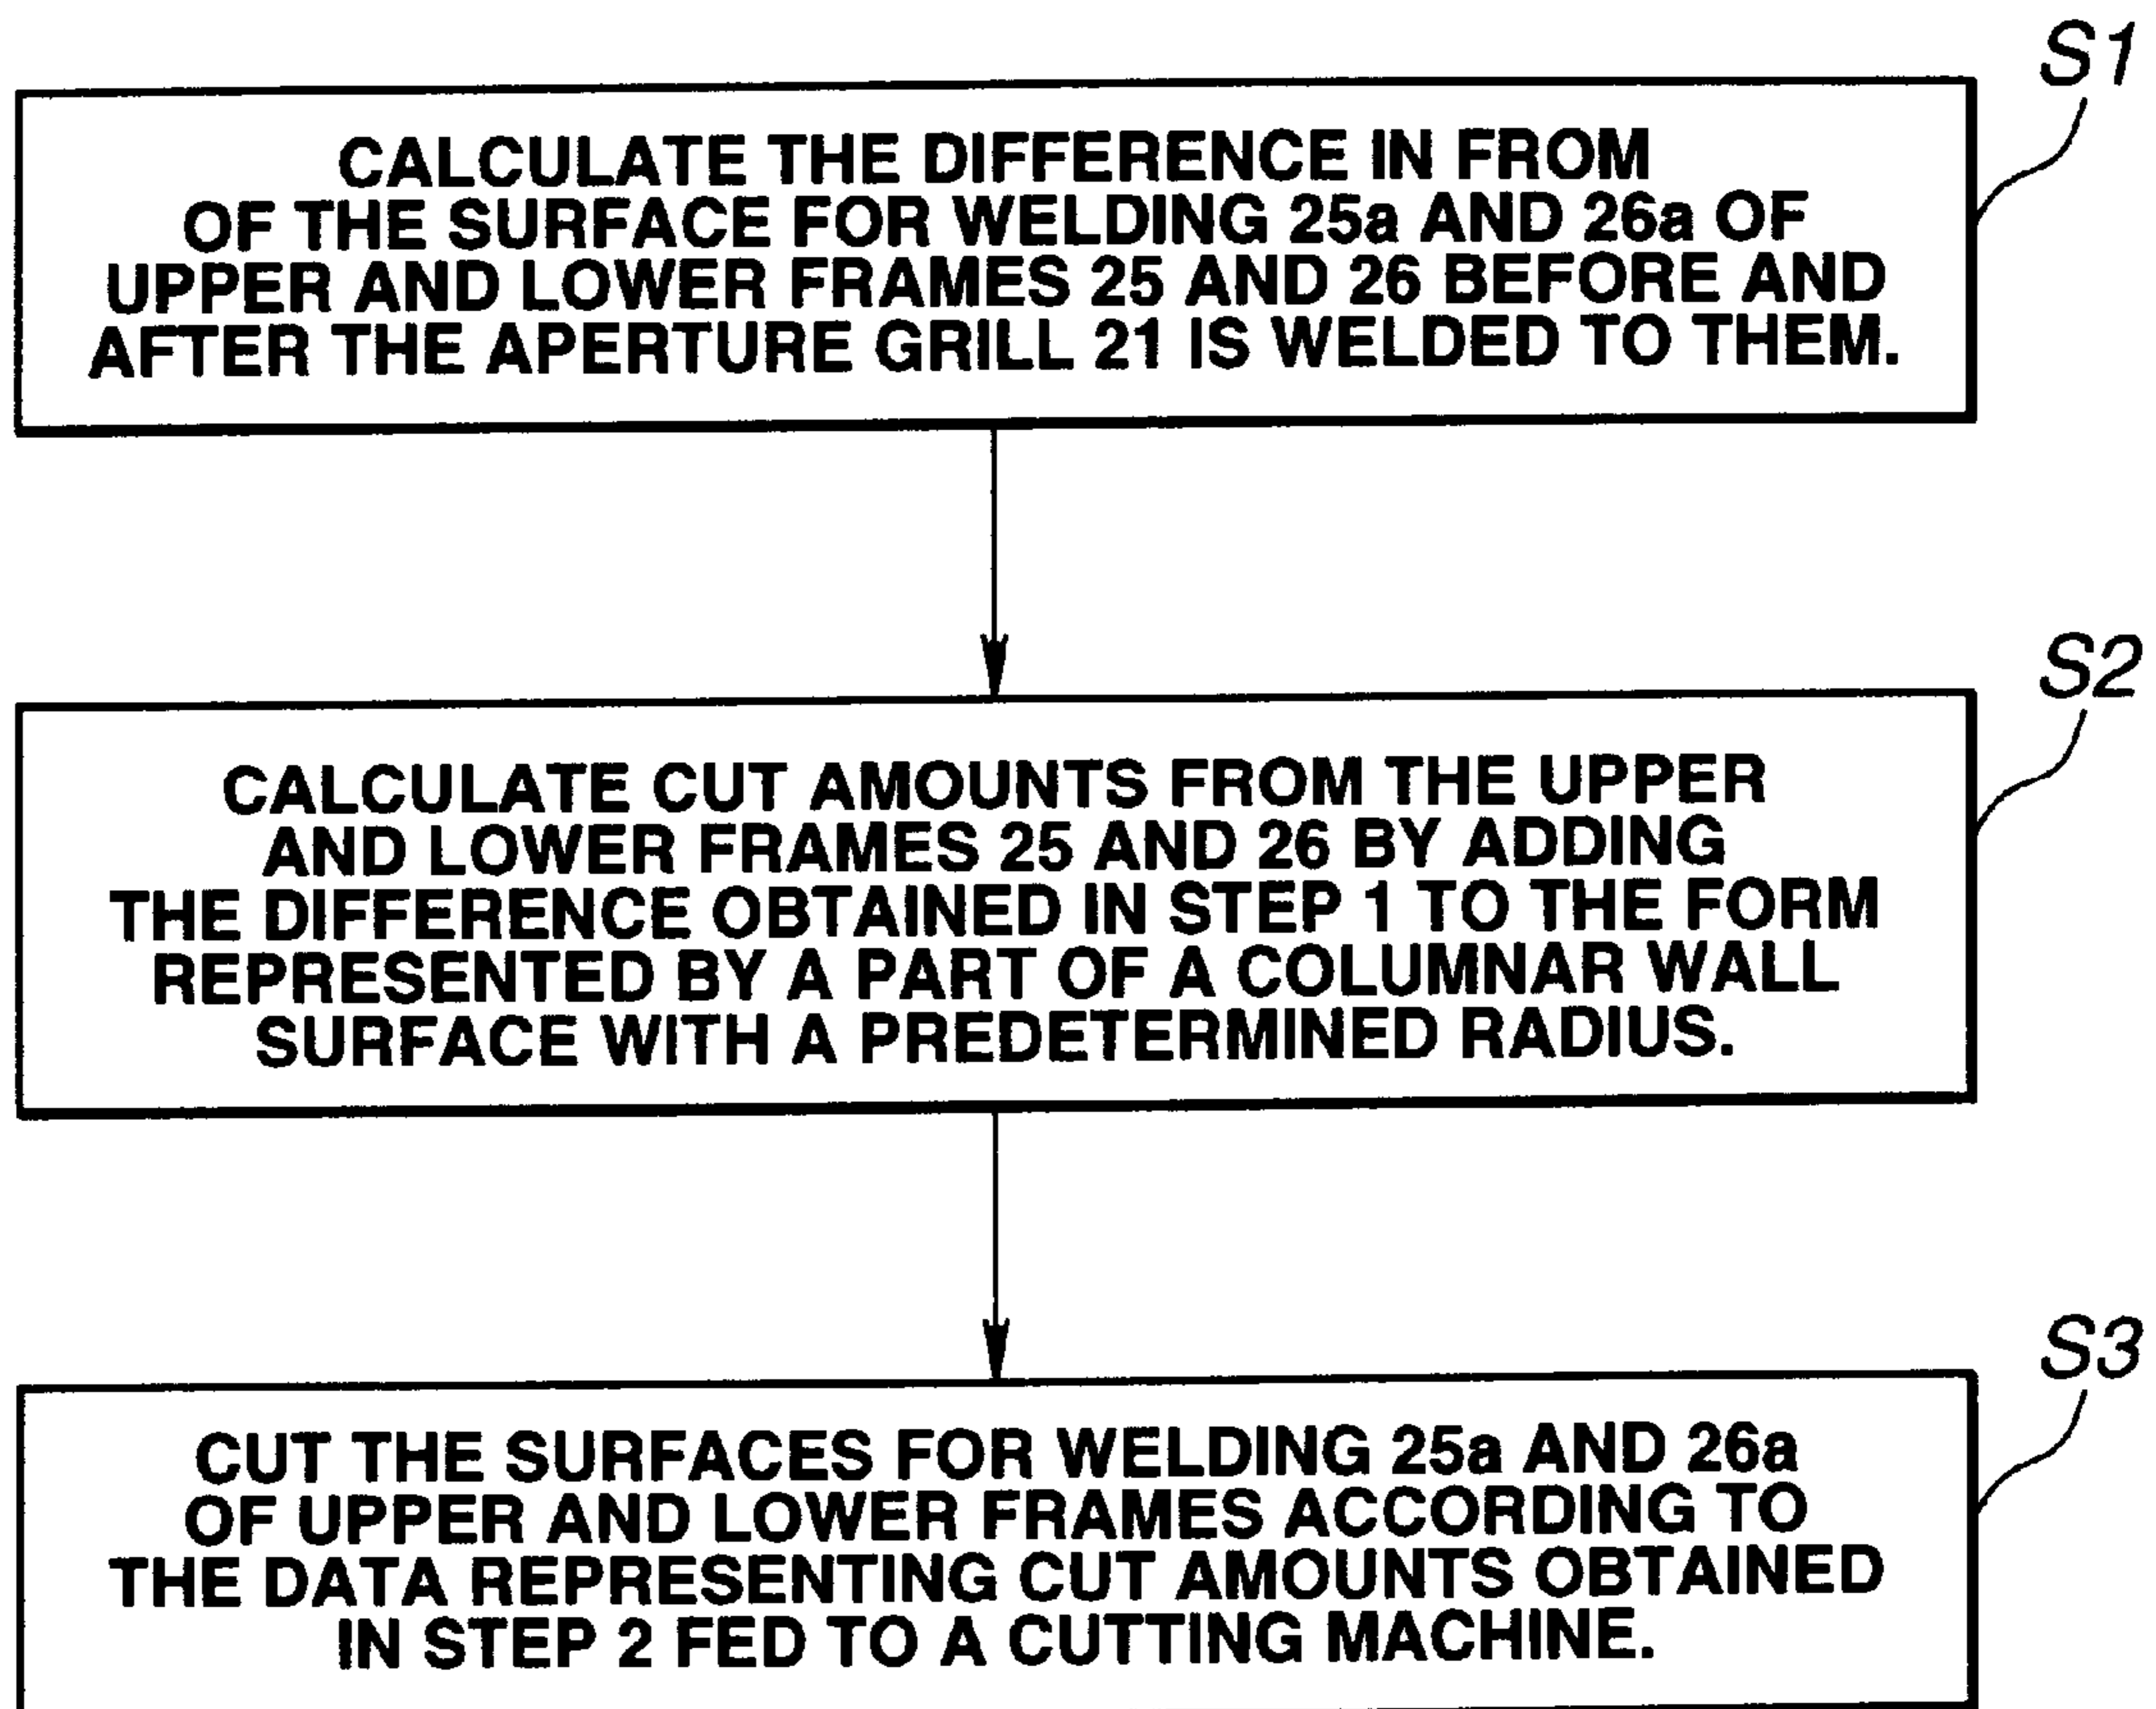 S1
CALCULATE THE DIFFERENCE IN FROM
OF THE SURFACE FOR WELDING 25a AND 26a OF
UPPER AND LOWER FRAMES 25 AND 26 BEFORE AND
AFTER THE APERTURE GRILL 21 IS WELDED TO THEM.
S2
CALCULATE CUT AMOUNTS FROM THE UPPER
AND LOWER FRAMES 25 AND 26 BY ADDING
THE DIFFERENCE OBTAINED IN STEP 1 TO THE FORM
REPRESENTED BY A PART OF A COLUMNAR WALL
SURFACE WITH A PREDETERMINED RADIUS.
S3
CUT THE SURFACES FOR WELDING 25a AND 26a
OF UPPER AND LOWER FRAMES ACCORDING TO
THE DATA REPRESENTING CUT AMOUNTS OBTAINED
IN STEP 2 FED TO A CUTTING MACHINE.